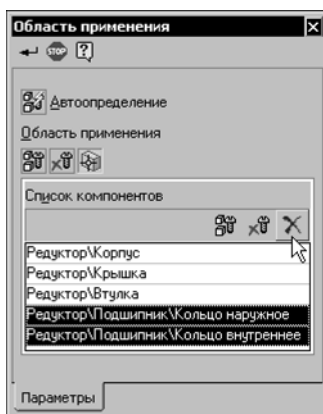 Область применения
STOP
Автоопределение
Область применения
Список компонентов
Редуктор\Корпус
Редуктор\Крышка
Редуктор\Втулка
Редуктор\Подшипник\Кольцо наружное
Редуктор\Подшипник\Кольцо внутреннее
Параметры